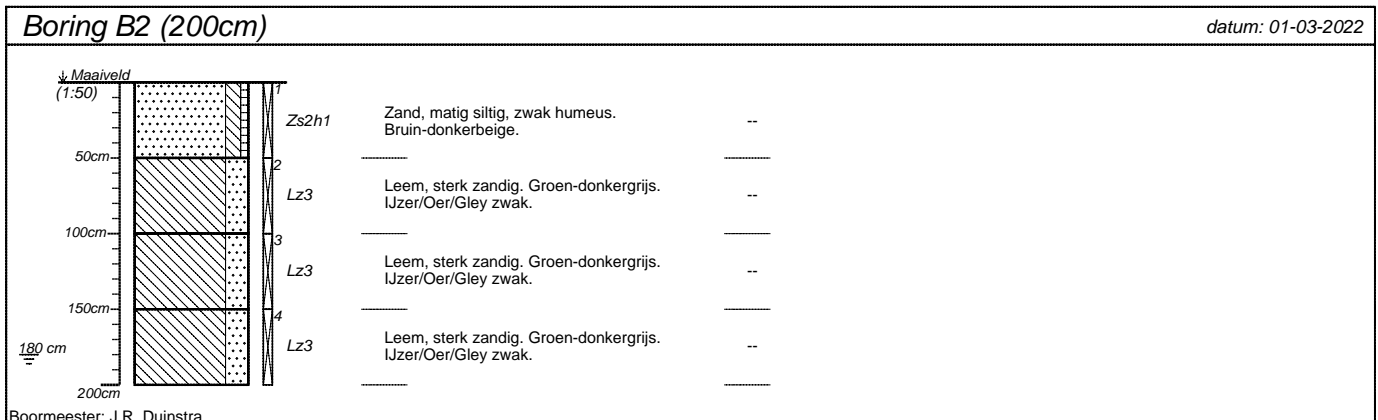 Boring B2 (200cm)
datum: 01-03-2022
Maaiveld
(1:50)
1
Zs2h1
Zand, matig siltig, zwak humeus.
Bruin-donkerbeige.
--
50cm
2
Lz3
Leem, sterk zandig. Groen-donkergrijs.
IJzer/Oer/Gley zwak.
--
100cm
3
Lz3
Leem, sterk zandig. Groen-donkergrijs.
IJzer/Oer/Gley zwak.
--
150cm
4
Lz3
Leem, sterk zandig. Groen-donkergrijs.
IJzer/Oer/Gley zwak.
--
180 cm
200cm
Boormeester: J.R. Duinstra